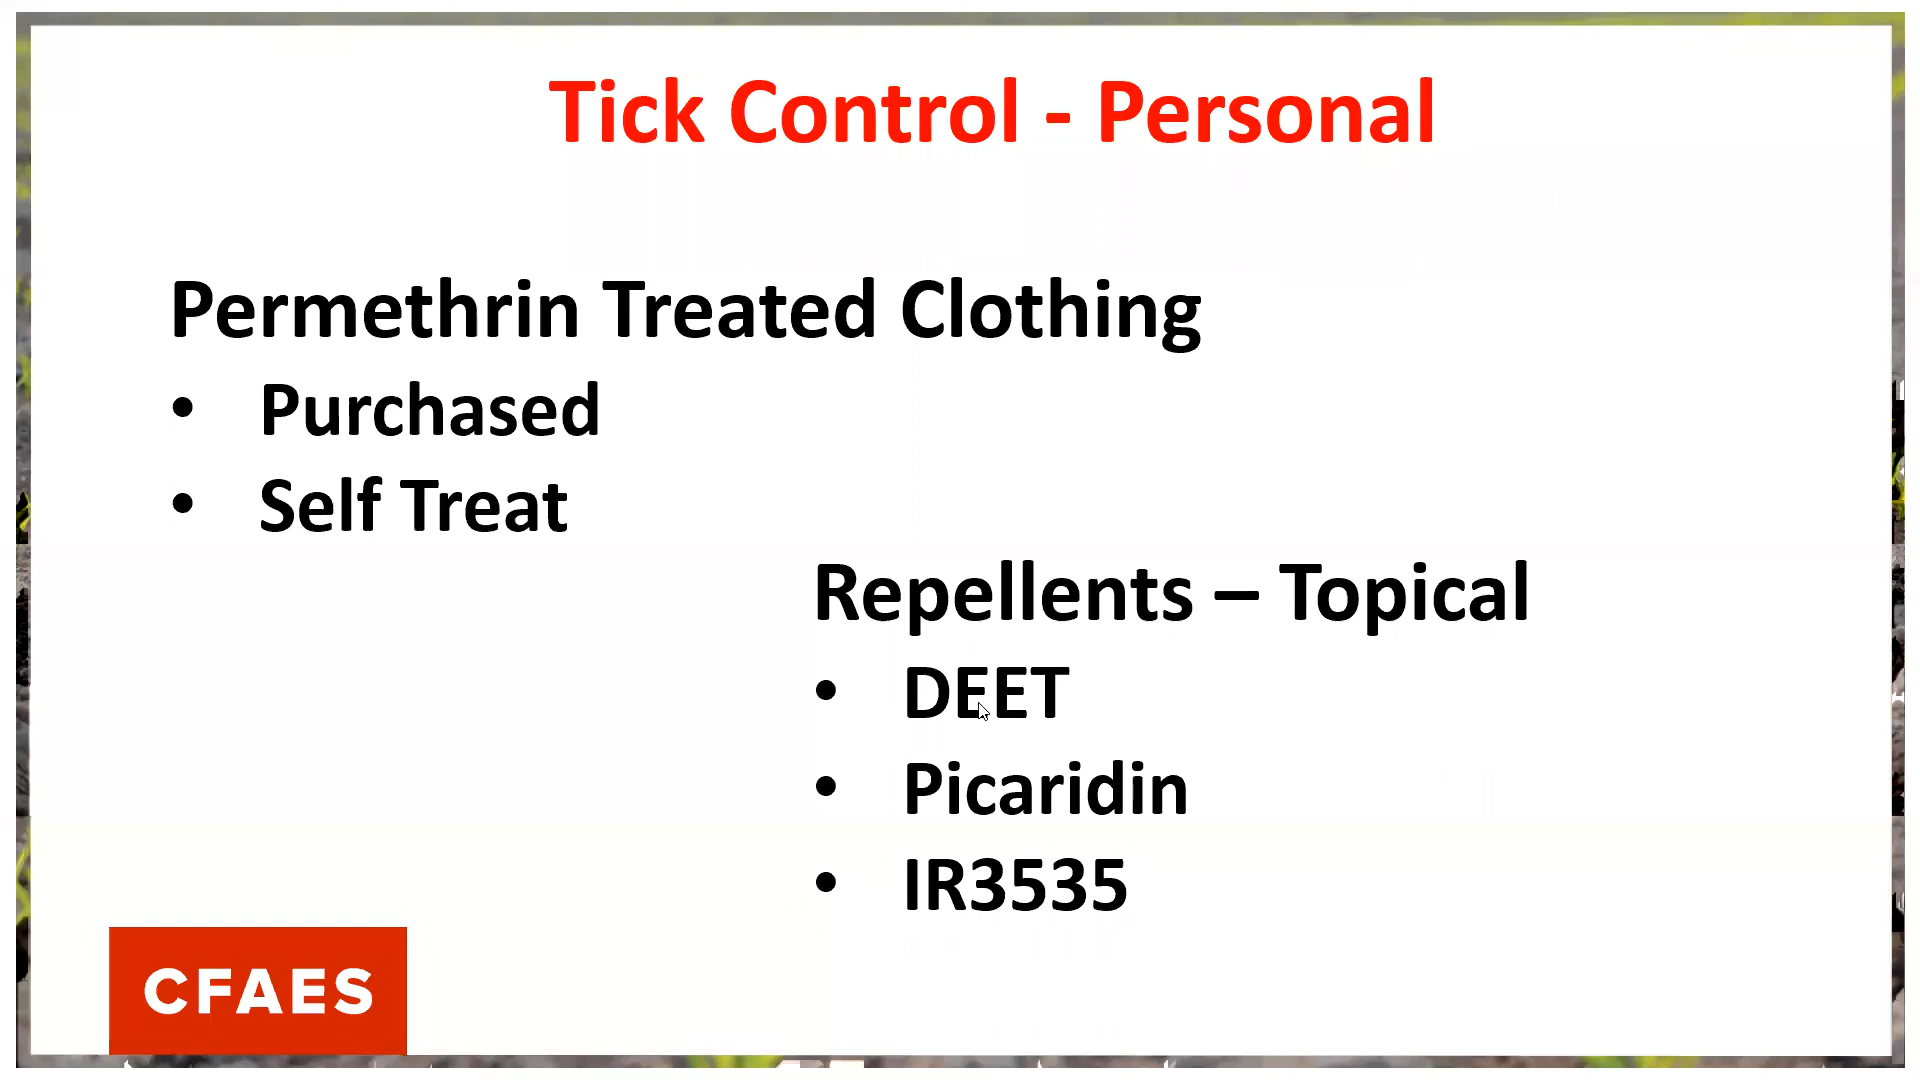 Tick Control - Personal
Permethrin Treated Clothing
• Purchased
• Self Treat
Repellents – Topical
• DEET
• Picaridin
• IR3535
CFAES